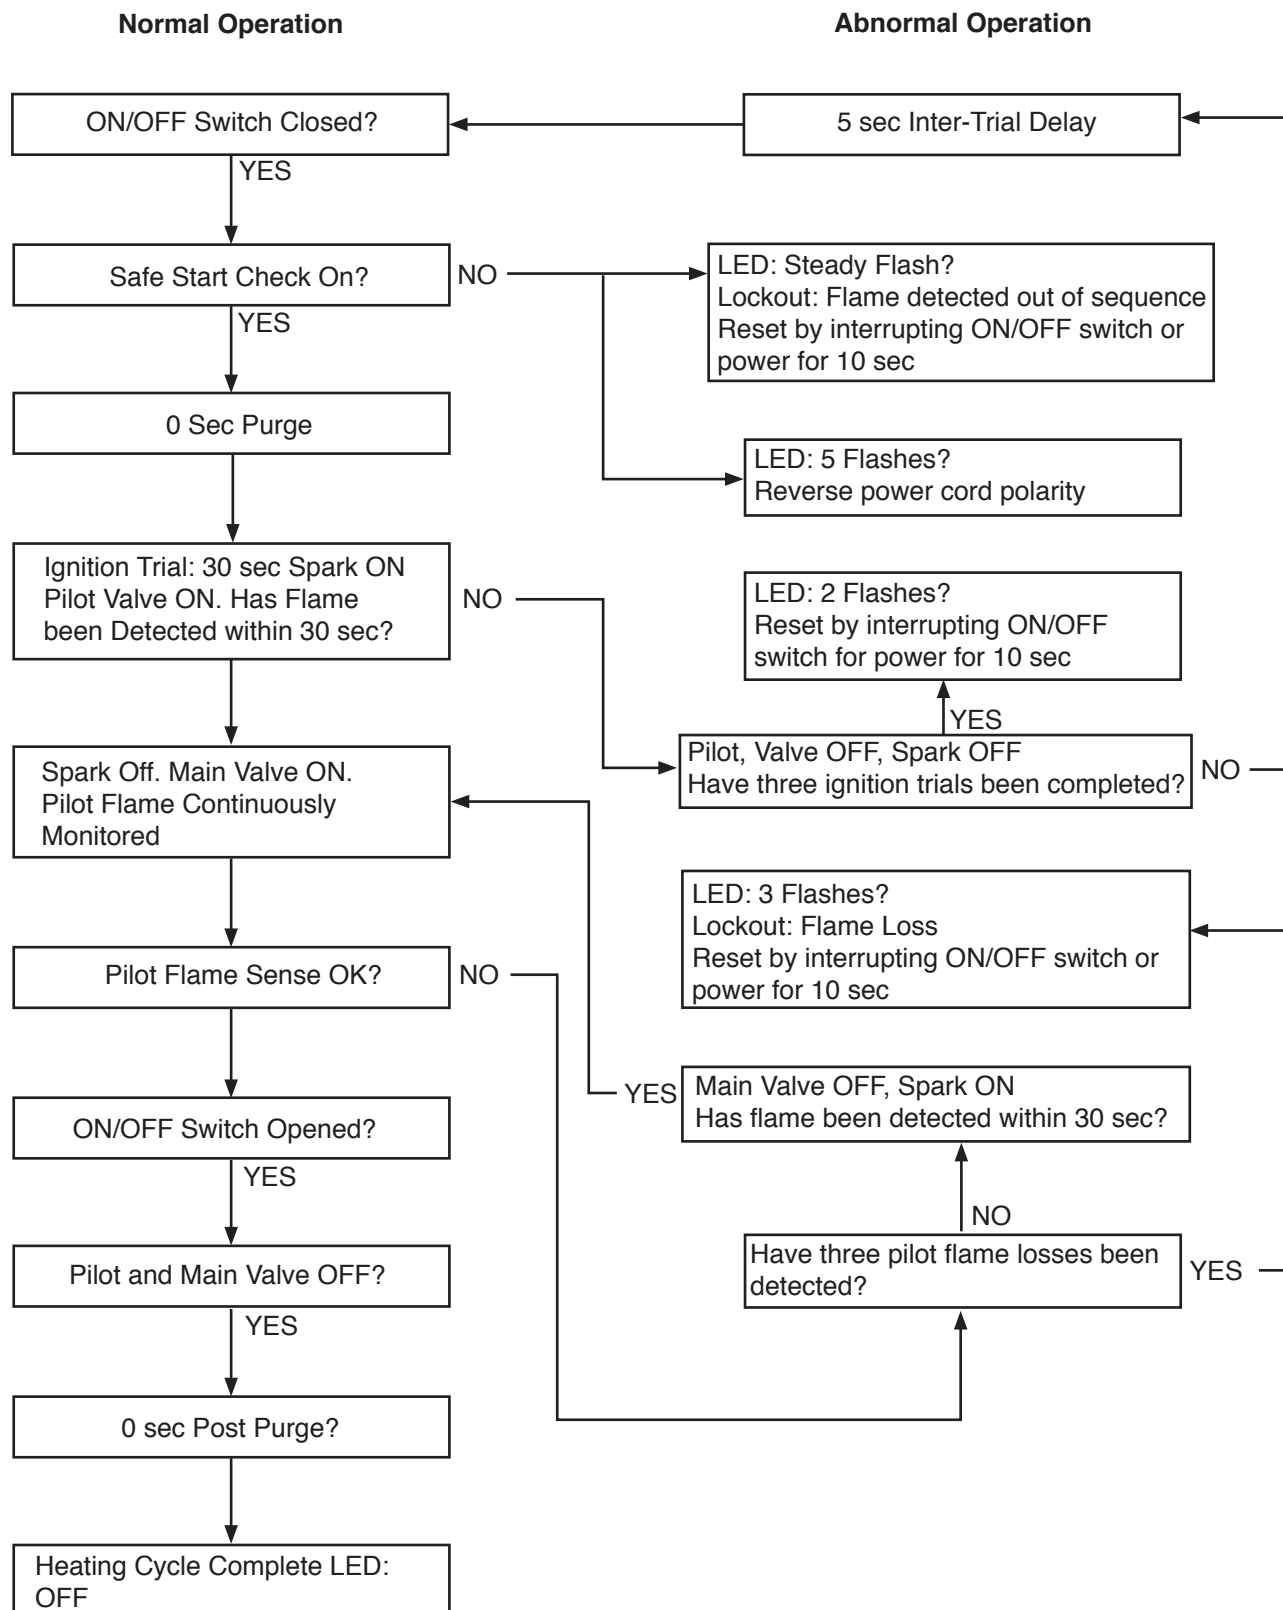 Normal Operation
Abnormal Operation
ON/OFF Switch Closed?
5 sec Inter-Trial Delay
YES
Safe Start Check On?
NO
LED: Steady Flash?
Lockout: Flame detected out of sequence
Reset by interrupting ON/OFF switch or
power for 10 sec
YES
0 Sec Purge
LED: 5 Flashes?
Reverse power cord polarity
Ignition Trial: 30 sec Spark ON
Pilot Valve ON. Has Flame
been Detected within 30 sec?
NO
LED: 2 Flashes?
Reset by interrupting ON/OFF
switch for power for 10 sec
YES
Pilot, Valve OFF, Spark OFF
Have three ignition trials been completed?
NO
Spark Off. Main Valve ON.
Pilot Flame Continuously
Monitored
LED: 3 Flashes?
Lockout: Flame Loss
Reset by interrupting ON/OFF switch or
power for 10 sec
Pilot Flame Sense OK?
NO
YES
Main Valve OFF, Spark ON
Has flame been detected within 30 sec?
ON/OFF Switch Opened?
YES
NO
Have three pilot flame losses been
detected?
YES
Pilot and Main Valve OFF?
YES
0 sec Post Purge?
Heating Cycle Complete LED:
OFF